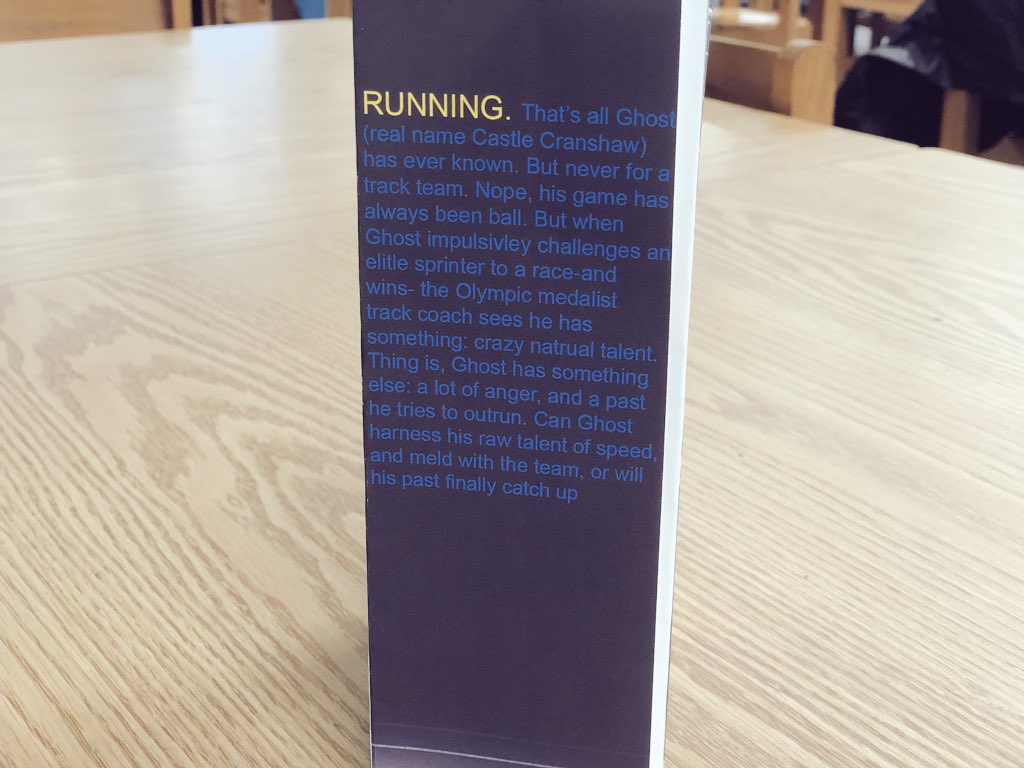 RUNNING. That's all Ghost
(real name Castle Cranshaw)
has ever known. But never for a
track team. Nope, his game has
always been ball. But when
Ghost impulsivley challenges an
elitle sprinter to a race-and
wins- the Olympic medalist
track coach sees he has
something: crazy natrual talent.
Thing is, Ghost has something
else: a lot of anger, and a past
he tries to outrun. Can Ghost
harness his raw talent of speed,
and meld with the team, or will
his past finally catch up